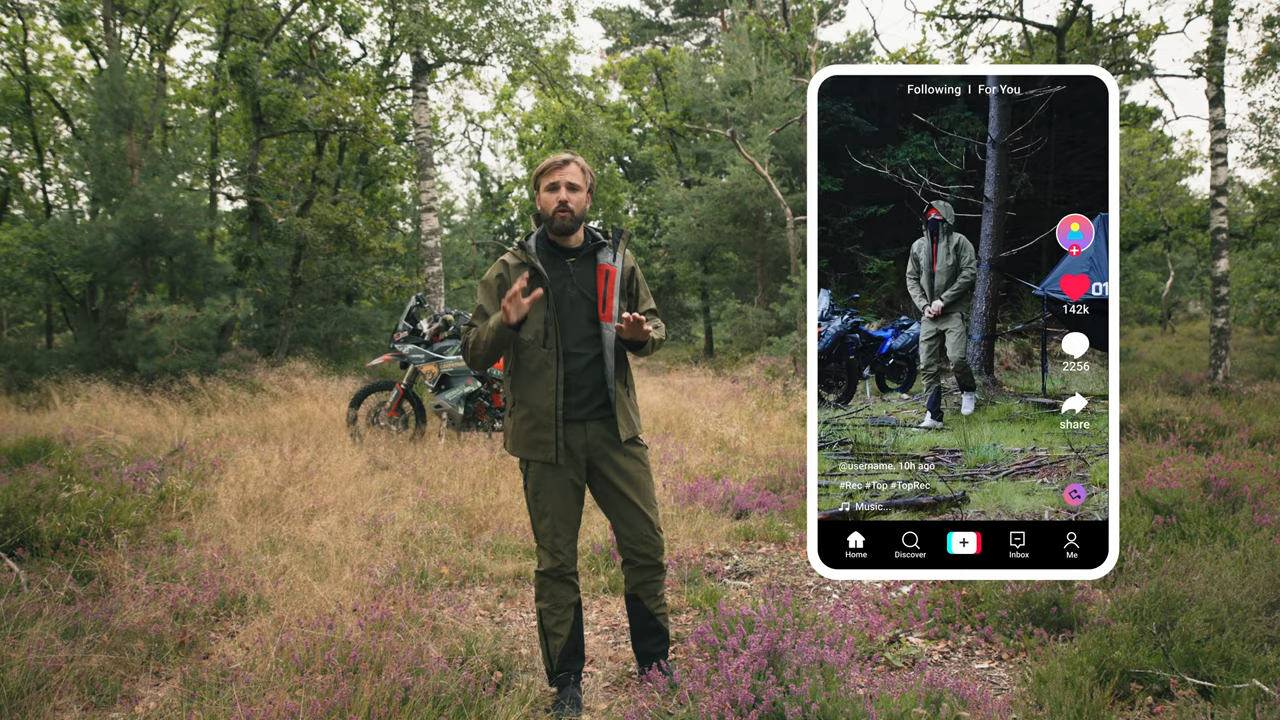 Following I For You
01
142k
2256
share
@username. 10h ago
#Rec #Top #TopRec
Music...
Home Discover Inbox Me